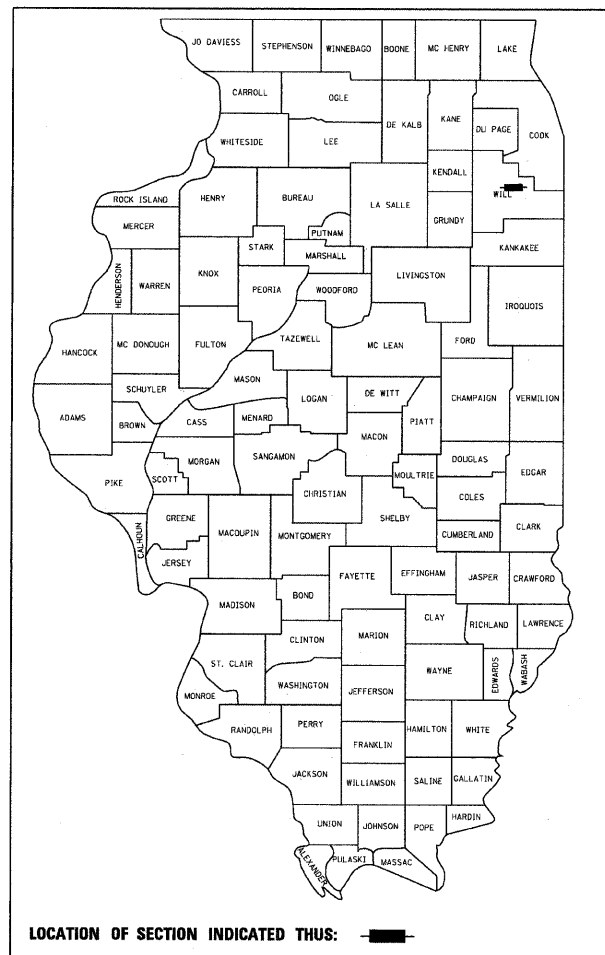 JO DAVIESS STEPHENSON WINNEBAGO BOONE MC HENRY LAKE
CARROLL OGLE
DE KALB KANE DU PAGE COOK
WHITESIDE LEE
KENDALL
WILL
ROCK ISLAND HENRY BUREAU LA SALLE GRUNDY
MERCER
PUTNAM
STARK MARSHALL KANKAKEE
HENDERSON WARREN KNOX PEORIA WOODFORD LIVINGSTON IROQUOIS
TAZEWELL MC LEAN FORD
HANCOCK MC DONOUGH FULTON
MASON
SCHUYLER LOGAN DE WITT CHAMPAIGN VERMILION
ADAMS BROWN CASS MENARD PIATT
MACON
MORGAN SANGAMON DOUGLAS EDGAR
PIKE SCOTT MOULTRIE
CHRISTIAN COLES
GREENE SHELBY
CALHOUN MACOUPIN MONTGOMERY CUMBERLAND CLARK
JERSEY
FAYETTE EFFINGHAM JASPER CRAWFORD
MADISON BOND
CLAY RICHLAND LAWRENCE
CLINTON MARION
ST. CLAIR WAYNE EDWARDS WABASH
WASHINGTON JEFFERSON
MONROE
RANDOLPH PERRY HAMILTON WHITE
FRANKLIN
JACKSON WILLIAMSON SALINE GALLATIN
UNION JOHNSON POPE HARDIN
ALEXANDER PULASKI MASSAC
LOCATION OF SECTION INDICATED THUS: